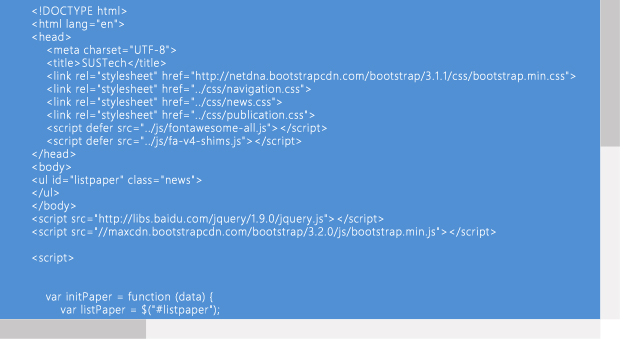 <!DOCTYPE html>
<html lang="en">
<head>
<meta charset="UTF-8">
<title>SUSTech</title>
<link rel="stylesheet" href="http://netdna.bootstrapcdn.com/bootstrap/3.1.1/css/bootstrap.min.css">
<link rel="stylesheet" href="../css/navigation.css">
<link rel="stylesheet" href="../css/news.css">
<link rel="stylesheet" href="../css/publication.css">
<script defer src="../js/fontawesome-all.js"></script>
<script defer src="../js/fa-v4-shims.js"></script>
</head>
<body>
<ul id="listpaper" class="news">
</ul>
</body>
<script src="http://libs.baidu.com/jquery/1.9.0/jquery.js"></script>
<script src="//maxcdn.bootstrapcdn.com/bootstrap/3.2.0/js/bootstrap.min.js"></script>
<script>
var initPaper = function (data) {
var listPaper = $("#listpaper");